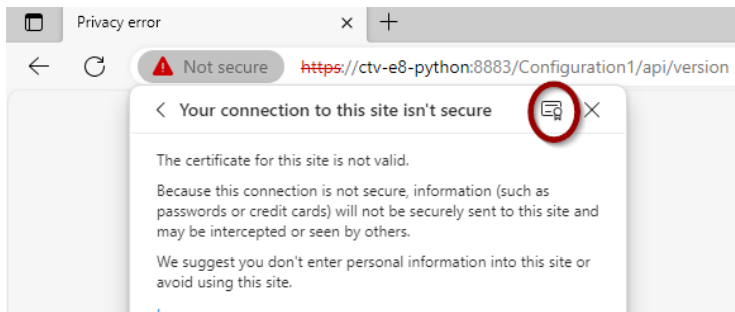 Privacy error
Not secure https://ctv-e8-python:8883/Configuration1/api/version
Your connection to this site isn't secure
The certificate for this site is not valid.
Because this connection is not secure, information (such as
passwords or credit cards) will not be securely sent to this site and
may be intercepted or seen by others.
We suggest you don't enter personal information into this site or
avoid using this site.